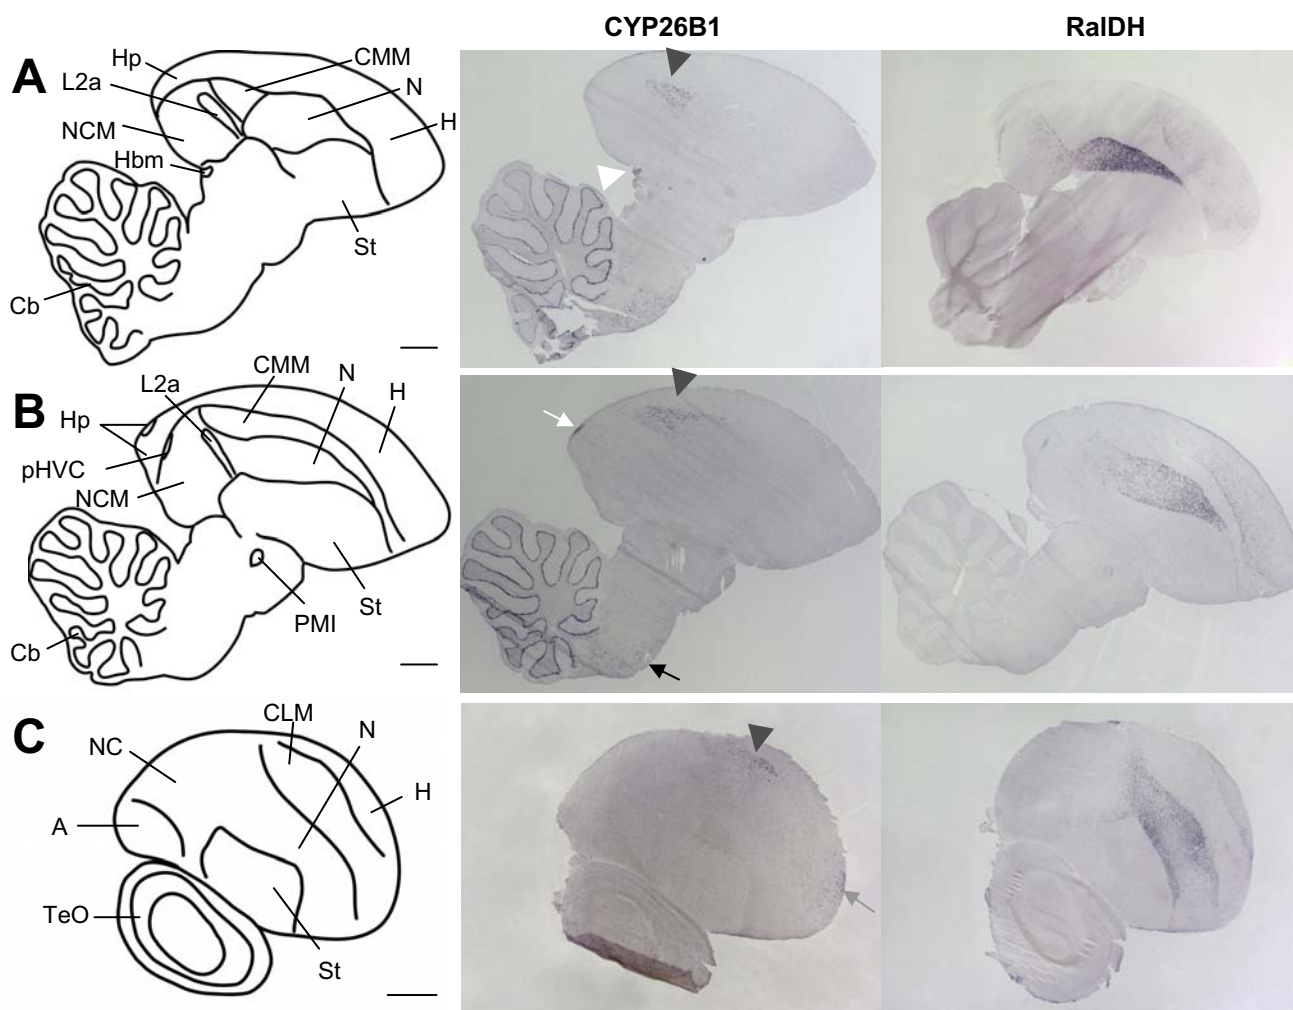 CYP26B1
RalDH
A
Hp
CMM
L2a
N
NCM
H
Hbm
St
Cb
B
L2a
CMM
N
H
Hp
pHVC
NCM
St
PMI
Cb
C
CLM
N
NC
H
A
TeO
St